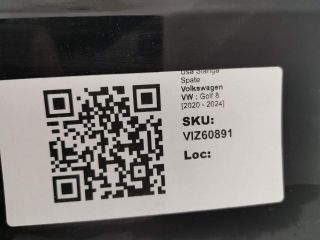 Usa Stanga
Spate
Volkswagen
VW ; Golf 8
[2020 - 2024]
SKU:
VIZ60891
Loc: